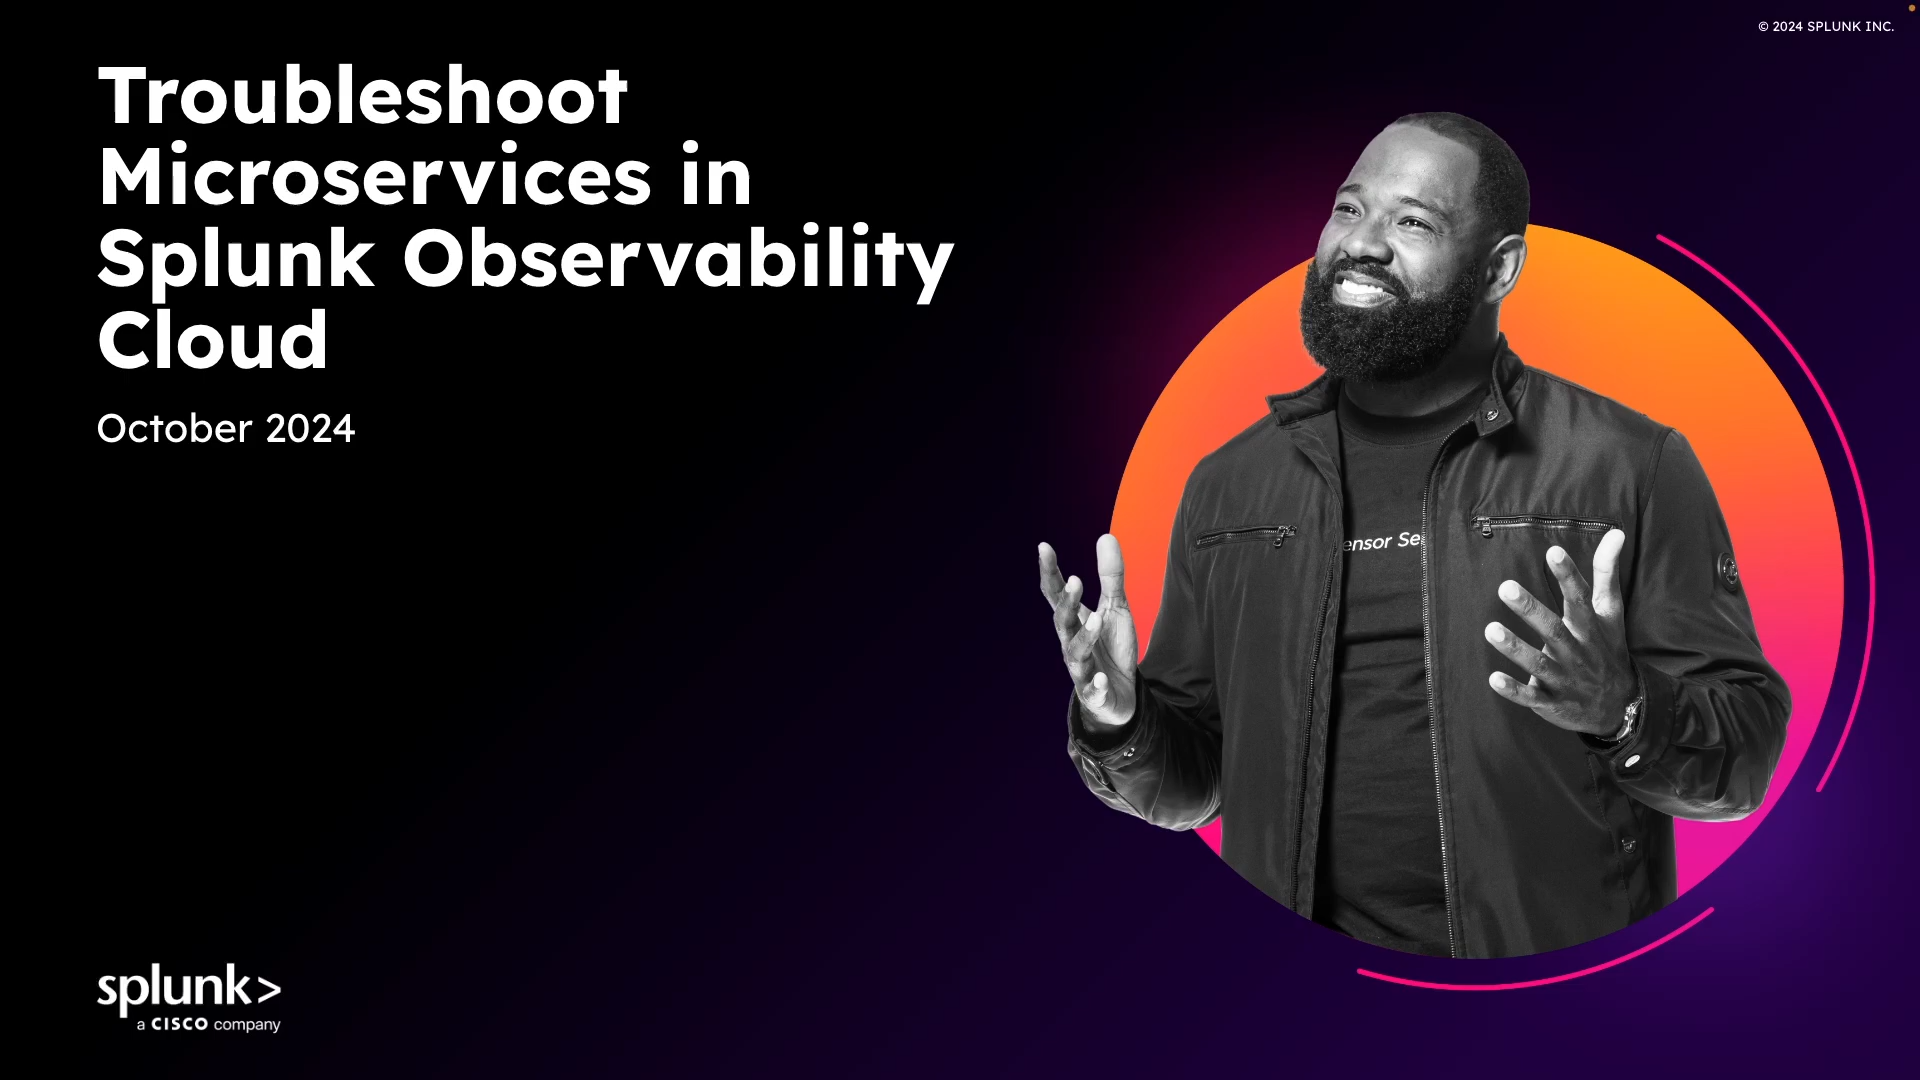 © 2024 SPLUNK INC.
Troubleshoot
Microservices in
Splunk Observability
Cloud
October 2024
ensor Se
splunk>
a CISCO company